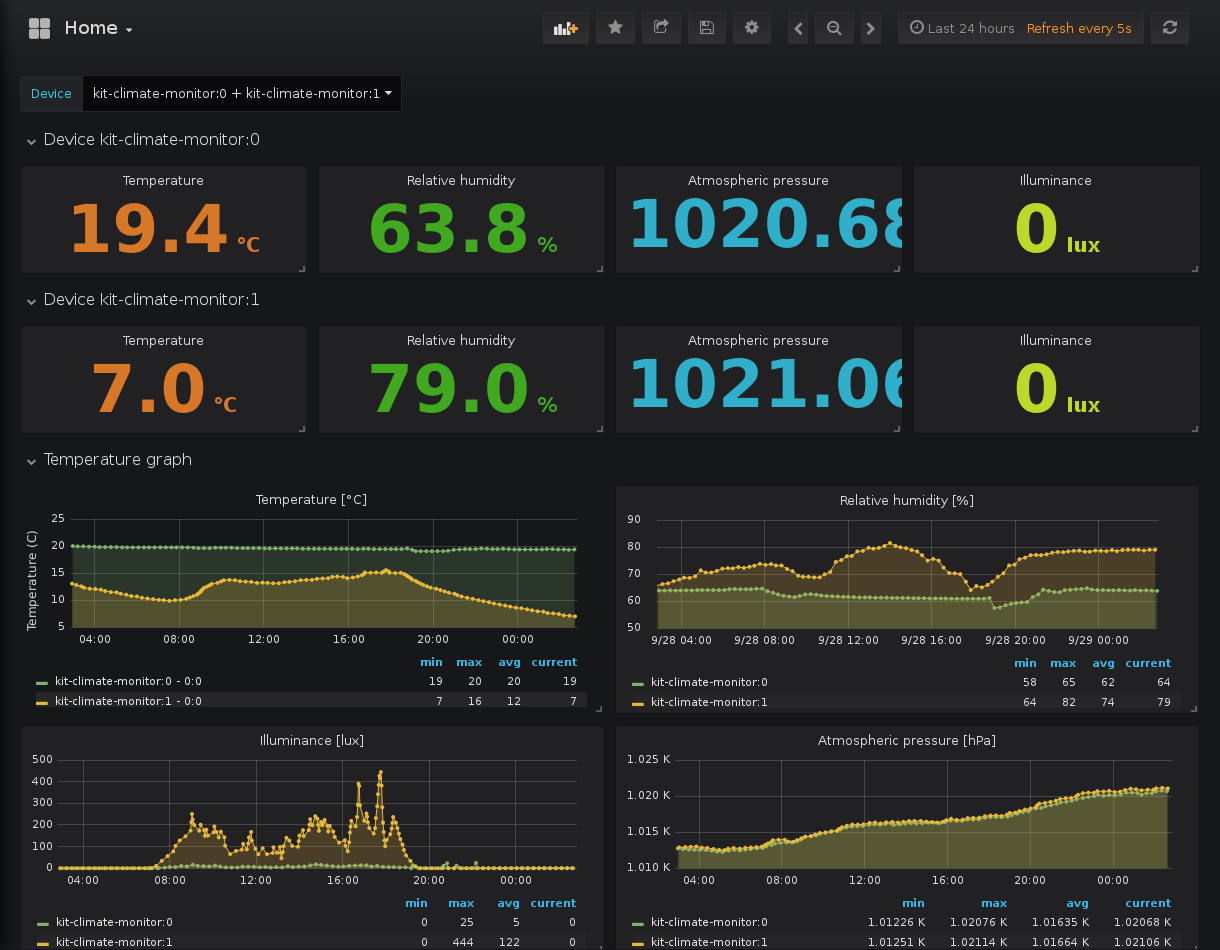 Home
Last 24 hours Refresh every 5s
Device kit-climate-monitor:0 + kit-climate-monitor:1
Device kit-climate-monitor:0
Temperature Relative humidity Atmospheric pressure Illuminance
19.4 °C 63.8 % 1020.68 0 lux
Device kit-climate-monitor:1
Temperature Relative humidity Atmospheric pressure Illuminance
7.0 °C 79.0 % 1021.06 0 lux
Temperature graph
Temperature [°C]
Temperature (C)
25
20
15
10
5
04:00 08:00 12:00 16:00 20:00 00:00
min max avg current
kit-climate-monitor:0 - 0:0 19 20 20 19
kit-climate-monitor:1 - 0:0 7 16 12 7
Relative humidity [%]
90
80
70
60
50
9/28 04:00 9/28 08:00 9/28 12:00 9/28 16:00 9/28 20:00 9/29 00:00
min max avg current
kit-climate-monitor:0 58 65 62 64
kit-climate-monitor:1 64 82 74 79
Illuminance [lux]
500
400
300
200
100
0
04:00 08:00 12:00 16:00 20:00 00:00
min max avg current
kit-climate-monitor:0 0 25 5 0
kit-climate-monitor:1 0 444 122 0
Atmospheric pressure [hPa]
1.025 K
1.020 K
1.015 K
1.010 K
04:00 08:00 12:00 16:00 20:00 00:00
min max avg current
kit-climate-monitor:0 1.01226 K 1.02076 K 1.01635 K 1.02068 K
kit-climate-monitor:1 1.01251 K 1.02114 K 1.01664 K 1.02106 K